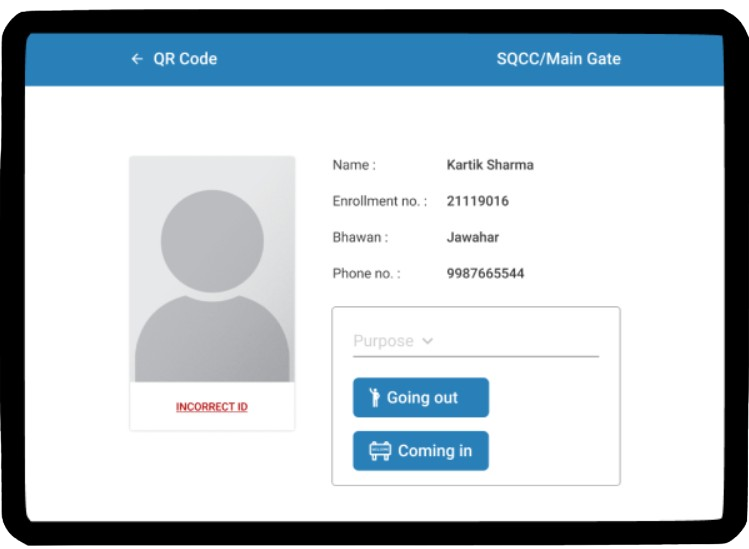 ← QR Code
SQCC/Main Gate
Name : Kartik Sharma
Enrollment no. : 21119016
Bhawan : Jawahar
Phone no. : 9987665544
INCORRECT ID
Purpose
Going out
Coming in